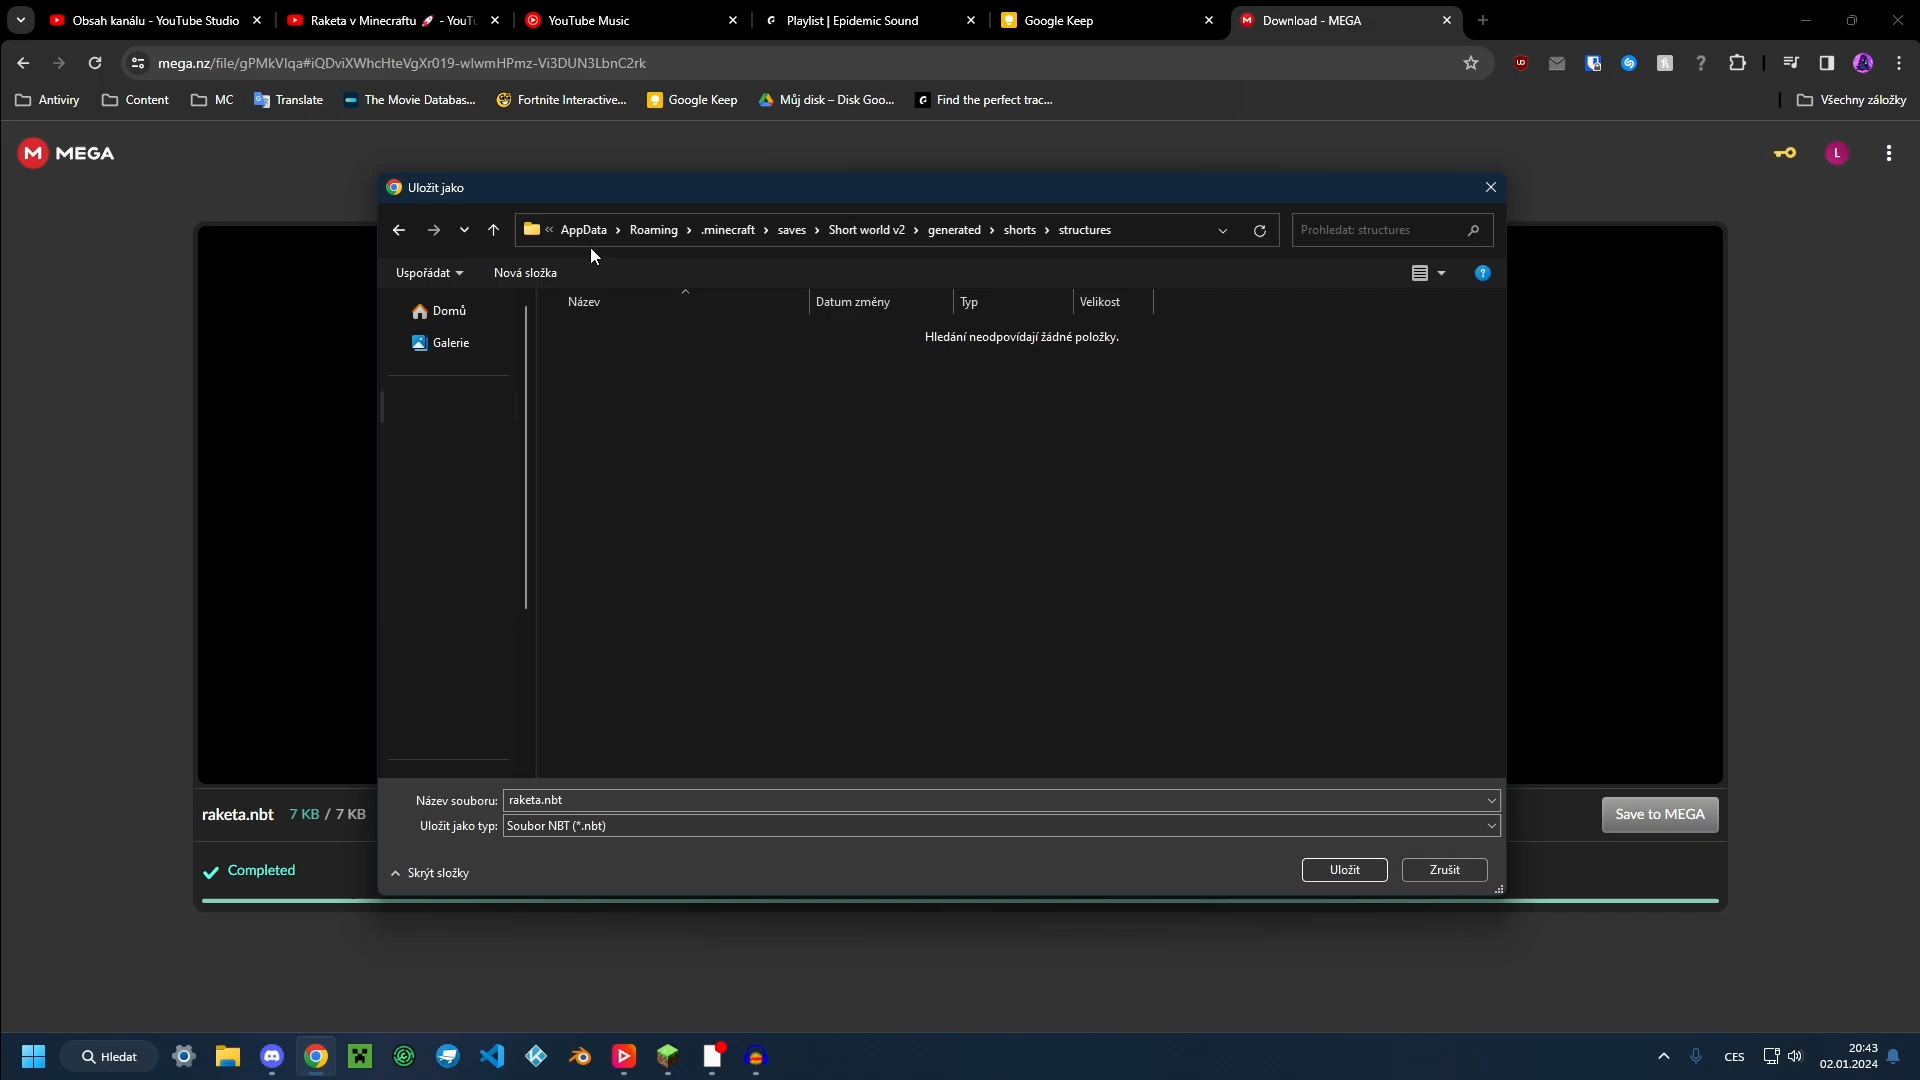 Obsah kanálu - YouTube Studio
Raketa v Minecraftu 🚀 - YouTu
YouTube Music
Playlist | Epidemic Sound
Google Keep
Download - MEGA
mega.nz/file/gPMkVlqa#iQDviXWhcHteVgXr019-wlwmHPmz-Vi3DUN3LbnC2rk
Antiviry
Content
MC
Translate
The Movie Databas...
Fortnite Interactive...
Google Keep
Můj disk – Disk Goo...
Find the perfect trac...
Všechny záložky
M MEGA
L
Uložit jako
« AppData › Roaming › .minecraft › saves › Short world v2 › generated › shorts › structures
Prohledat: structures
Uspořádat
Nová složka
Domů
Galerie
Název
Datum změny
Typ
Velikost
Hledání neodpovídají žádné položky.
Název souboru: raketa.nbt
Uložit jako typ: Soubor NBT (*.nbt)
Skrýt složky
Uložit
Zrušit
raketa.nbt 7 KB / 7 KB
Save to MEGA
Completed
Hledat
CES
20:43
02.01.2024